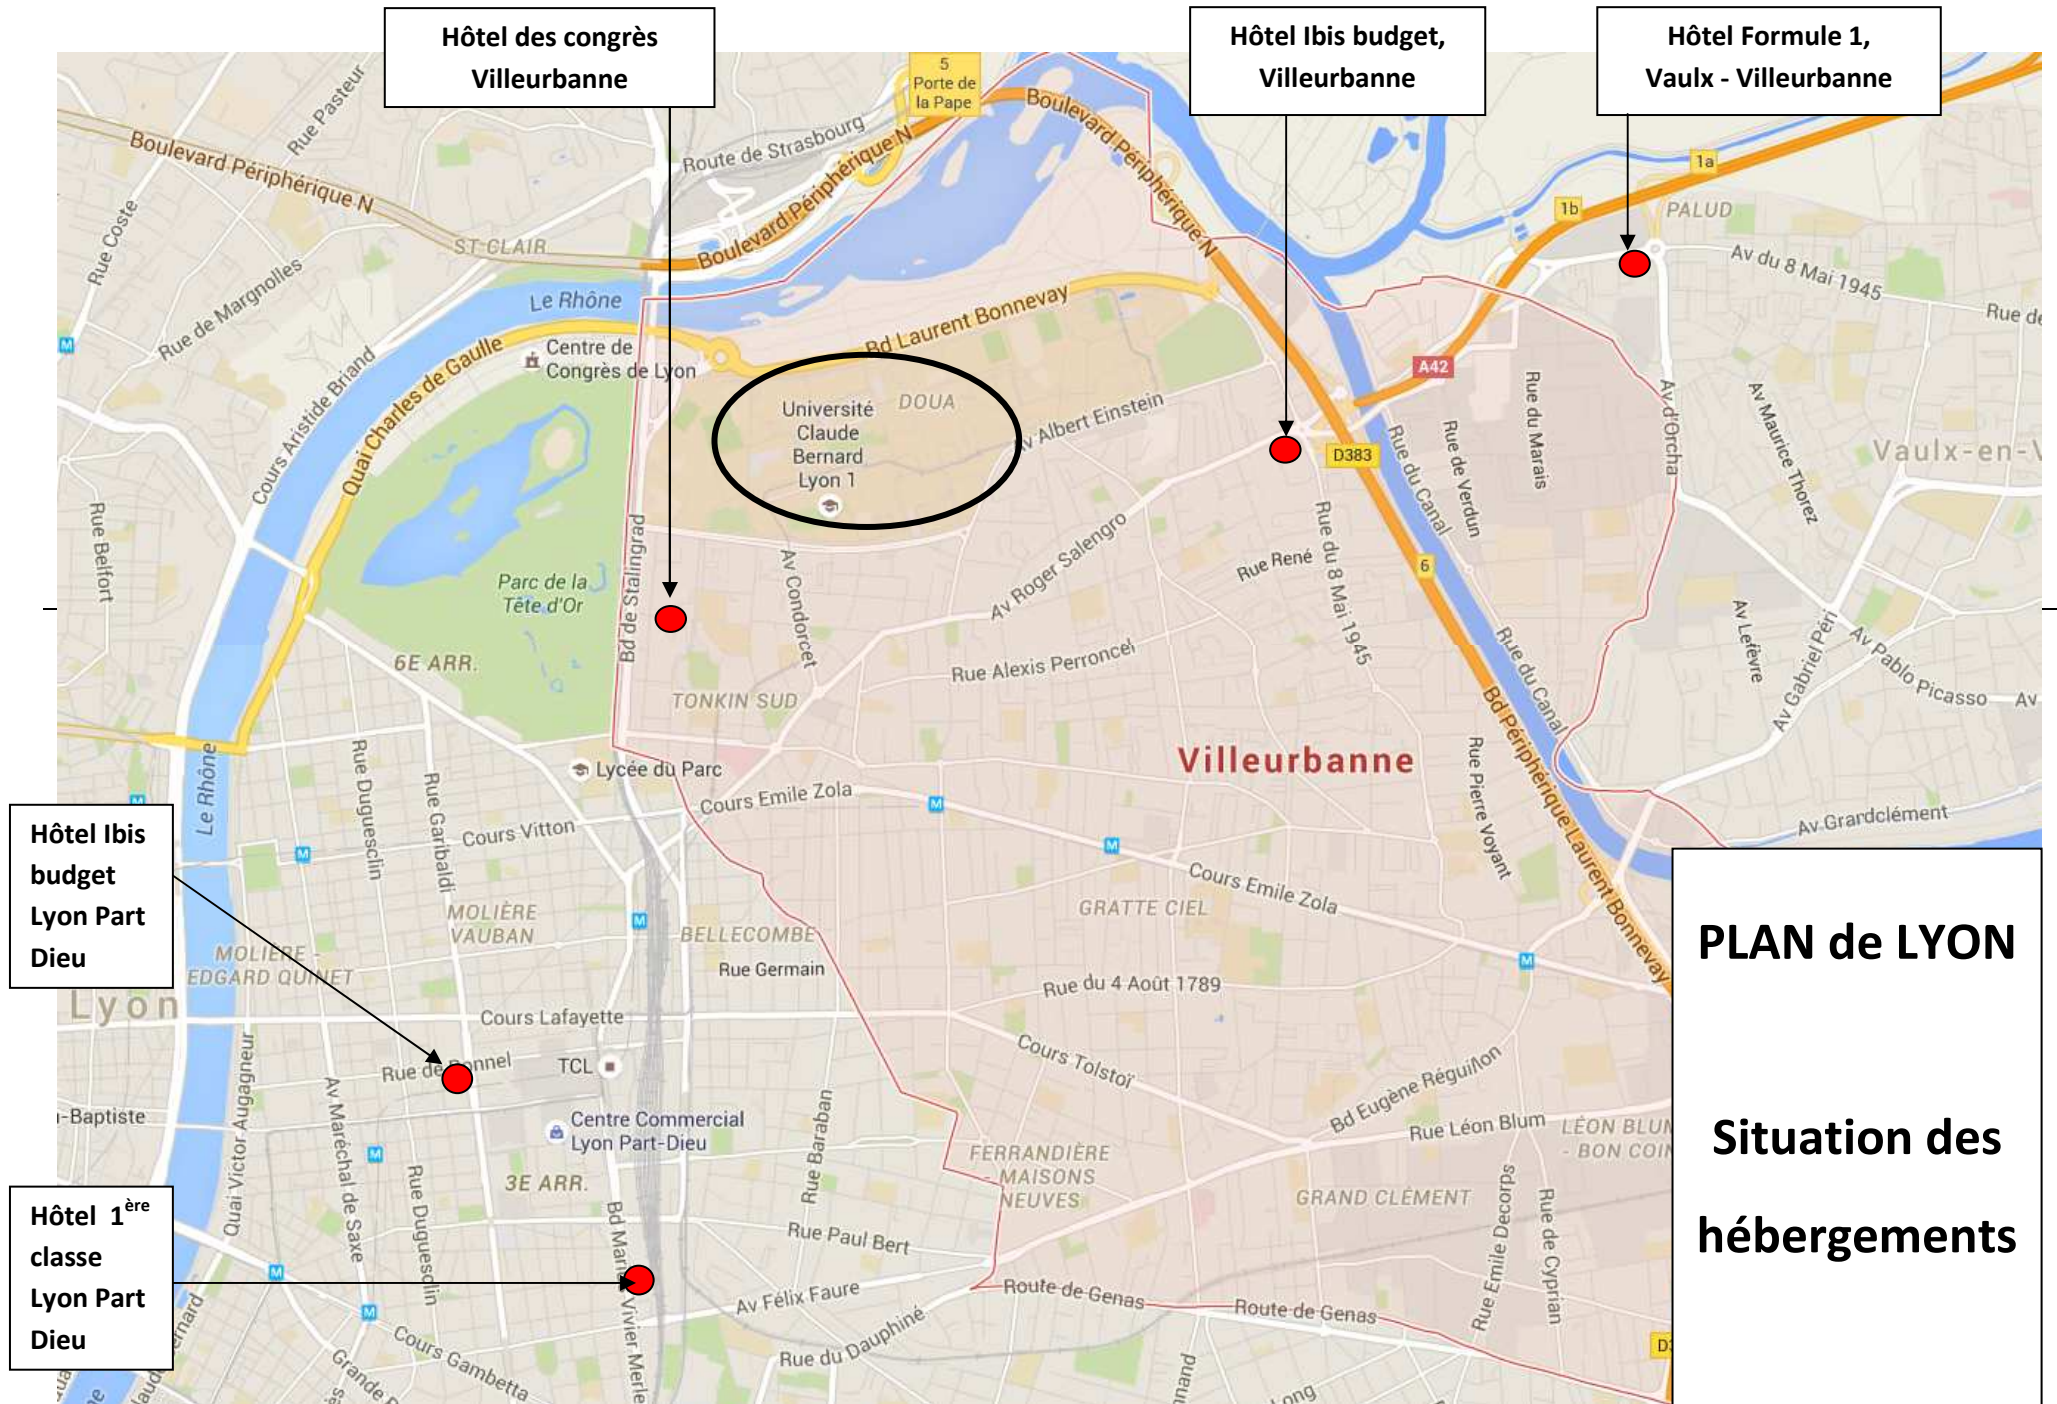 Hôtel des congrès
Villeurbanne
Hôtel Ibis budget,
Villeurbanne
Hôtel Formule 1,
Vaulx - Villeurbanne
5
Porte de
la Pape
Rue Pasteur
Boulevard Périphérique N
Route de Strasbourg
Boulevard Périphérique N
Boulevard Périphérique N
1a
1b
PALUD
Rue Coste
ST CLAIR
Rue de Margnolles
Le Rhône
Av du 8 Mai 1945
Bd Laurent Bonnevay
M
Centre de
Congrès de Lyon
Cours Aristide Briand
Quai Charles de Gaulle
A42
Université
Claude
Bernard
Lyon 1
DOUA
Av Albert Einstein
Rue du Marais
Av d'Orcha
Av Maurice Thorez
Rue de Verdun
Rue du Canal
D383
Rue Belfort
Bd de Stalingrad
Av Condorcet
Av Roger Salengro
Rue René
Rue du 8 Mai 1945
6
Parc de la
Tête d'Or
6E ARR.
TONKIN SUD
Rue Alexis Perroncel
Rue du Canal
Av Lefèvre
Av Gabriel Péri
Av Pablo Picasso
Av
Bd Périphérique Laurent Bonnevay
Villeurbanne
Rue Pierre Voyant
Le Rhône
Rue Duguesclin
Rue Garibaldi
Lycée du Parc
Cours Emile Zola
M
Cours Vitton
M
M
M
Av Grandclément
Hôtel Ibis
budget
Lyon Part
Dieu
Cours Emile Zola
MOLIÈRE
VAUBAN
M
BELLECOMBE
GRATTE CIEL
MOLIÈRE -
EDGARD QUINET
Rue Germain
M
PLAN de LYON
Lyon
Rue du 4 Août 1789
Cours Lafayette
TCL
Cours Tolstoï
Quai Victor Augagneur
Av Maréchal de Saxe
Centre Commercial
Lyon Part-Dieu
Rue Baraban
Bd Eugène Réguillon
Rue Léon Blum
Situation des
hébergements
M
Rue Duguesclin
3E ARR.
FERRANDIÈRE
- MAISONS
NEUVES
GRAND CLÉMENT
Rue Emile Decorps
Rue de Cyprian
Hôtel 1ère
classe
Lyon Part
Dieu
M
Rue Paul Bert
M
Av Félix Faure
Route de Genas
Route de Genas
Cours Gambetta
Rue du Dauphiné
Vivier Merle